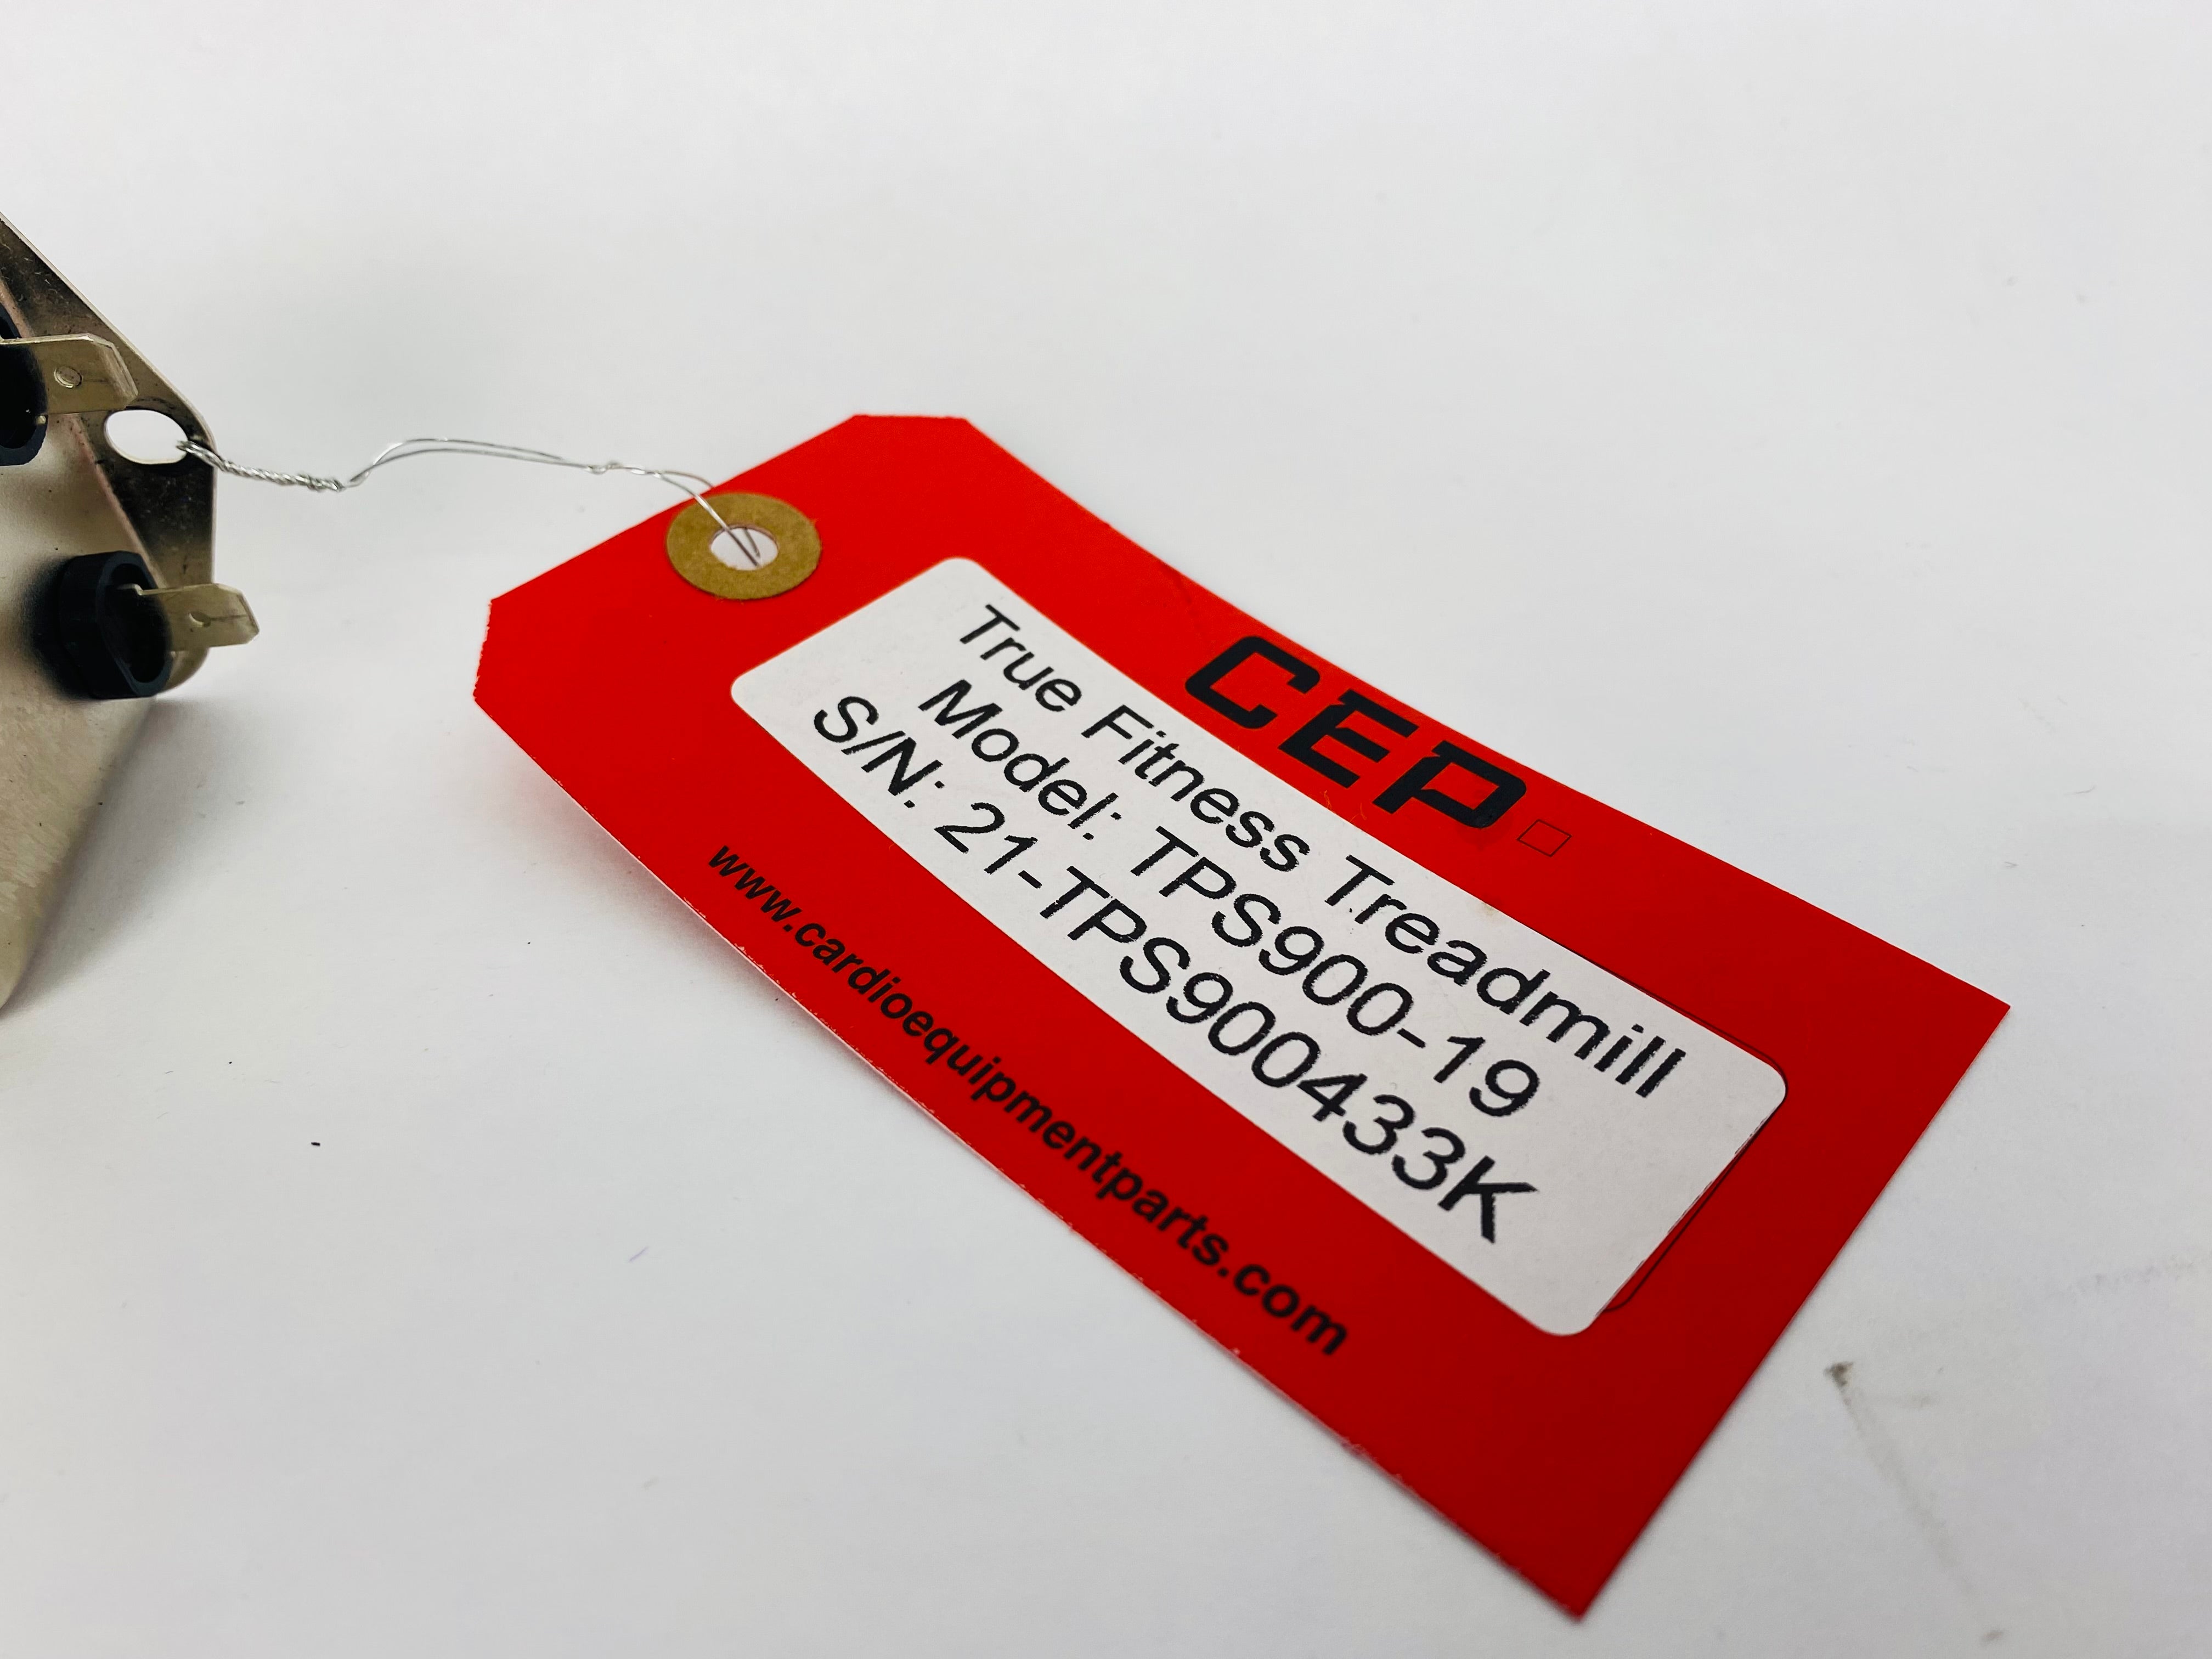 CEP
True Fitness Treadmill
Model: TPS900-19
S/N: 21-TPS900433K
www.cardioequipmentparts.com